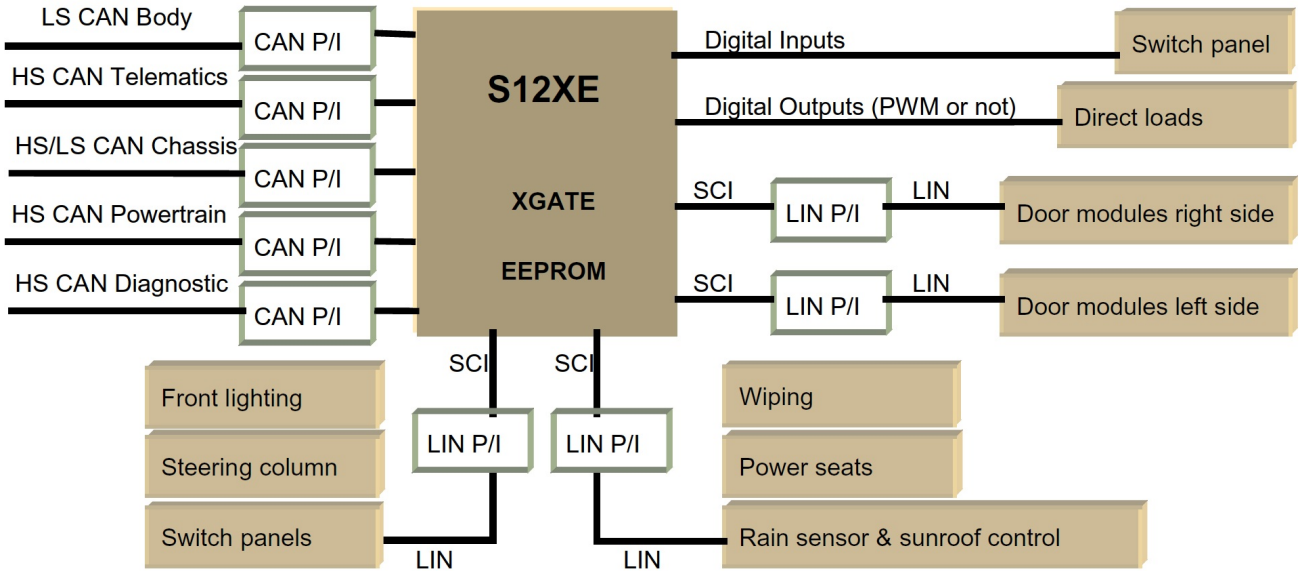 LS CAN Body
CAN P/I
HS CAN Telematics
CAN P/I
HS/LS CAN Chassis
CAN P/I
HS CAN Powertrain
CAN P/I
HS CAN Diagnostic
CAN P/I
S12XE
XGATE
EEPROM
Digital Inputs
Switch panel
Digital Outputs (PWM or not)
Direct loads
SCI
LIN P/I
LIN
Door modules right side
SCI
LIN P/I
LIN
Door modules left side
SCI
SCI
Front lighting
Steering column
Switch panels
LIN P/I
LIN P/I
LIN
LIN
Wiping
Power seats
Rain sensor & sunroof control